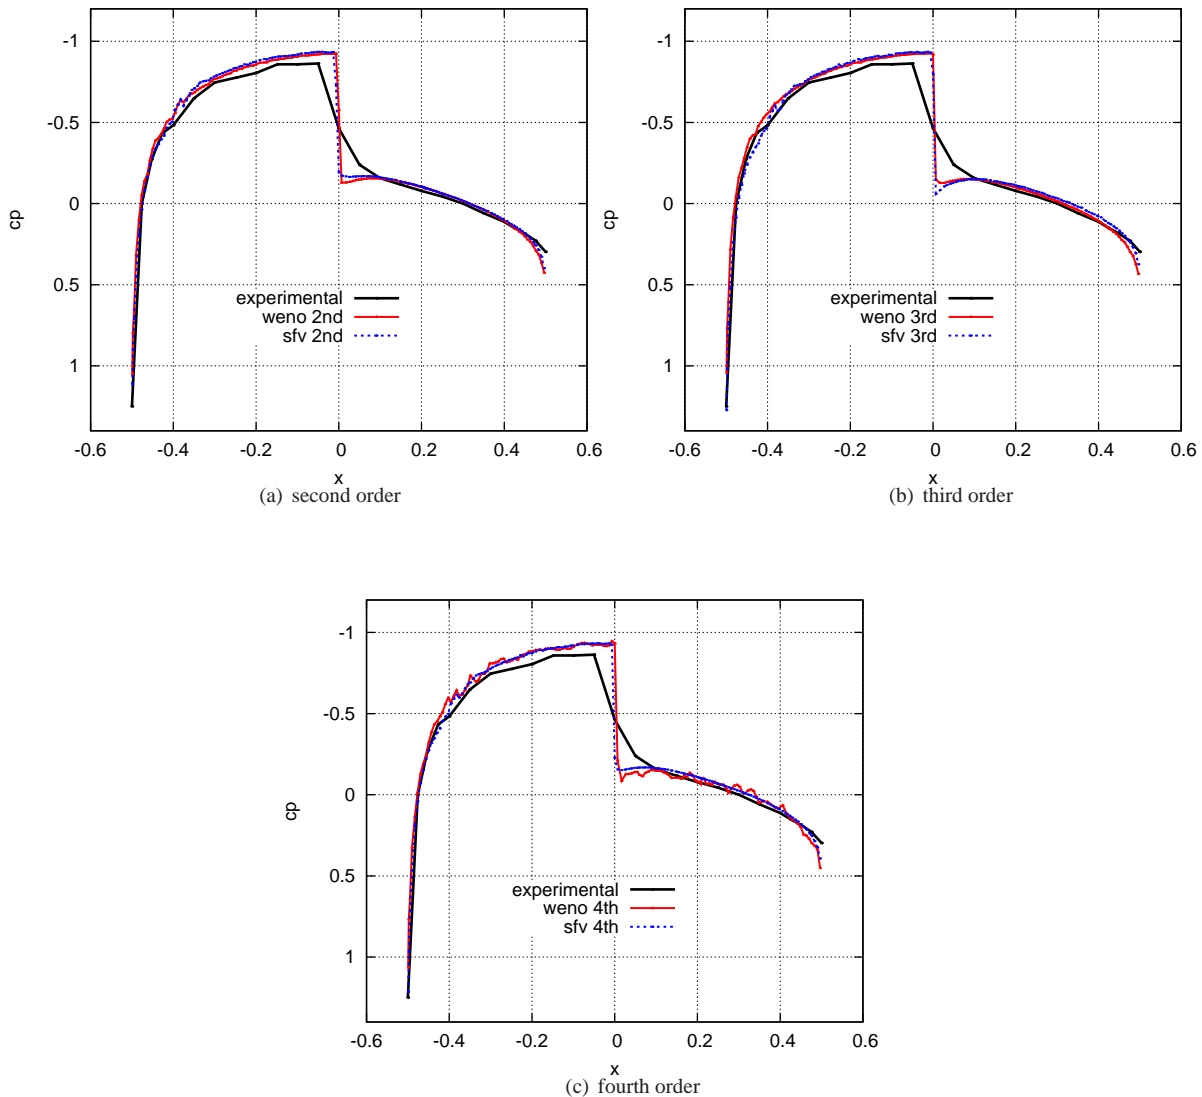 -1
-0.5
0
0.5
1
cp
experimental
weno 2nd
sfv 2nd
-0.6 -0.4 -0.2 0 0.2 0.4 0.6
x
(a) second order
-1
-0.5
0
0.5
1
cp
experimental
weno 3rd
sfv 3rd
-0.6 -0.4 -0.2 0 0.2 0.4 0.6
x
(b) third order
-1
-0.5
0
0.5
1
cp
experimental
weno 4th
sfv 4th
-0.6 -0.4 -0.2 0 0.2 0.4 0.6
x
(c) fourth order